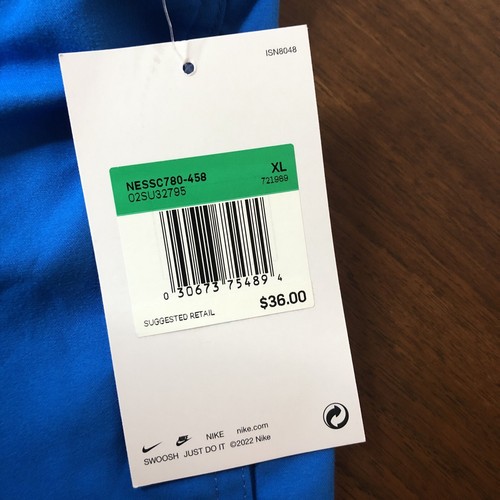 ISN8048
NESSC780-458 XL
02SU32795 721989
0 30673 75489 4
$36.00
SUGGESTED RETAIL
NIKE nike.com
SWOOSH JUST DO IT ©2022 Nike